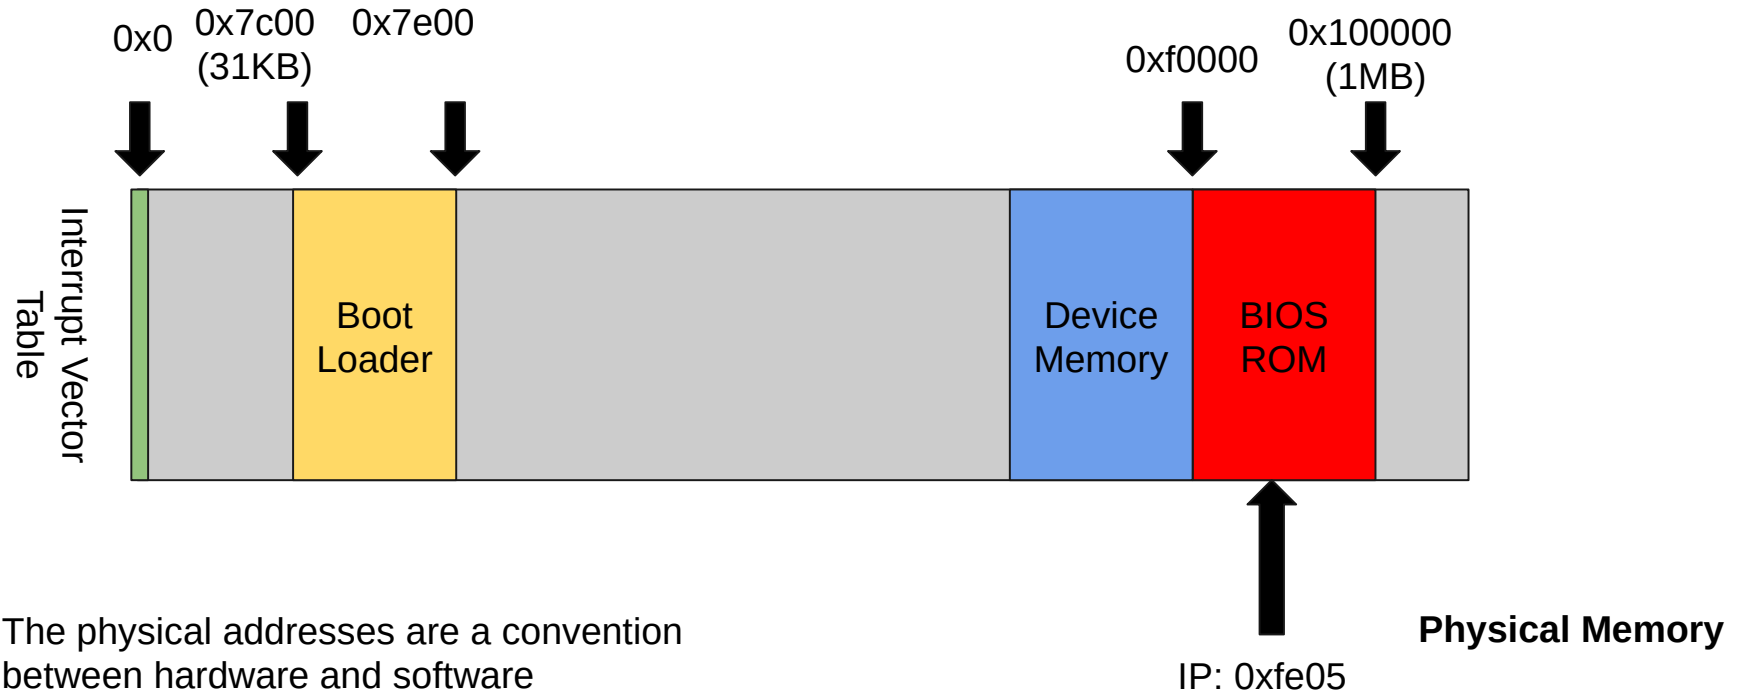 0x0
0x7c00
(31KB)
0x7e00
0xf0000
0x100000
(1MB)
Interrupt Vector
Table
Boot
Loader
Device
Memory
BIOS
ROM
The physical addresses are a convention
between hardware and software
IP: 0xfe05
Physical Memory